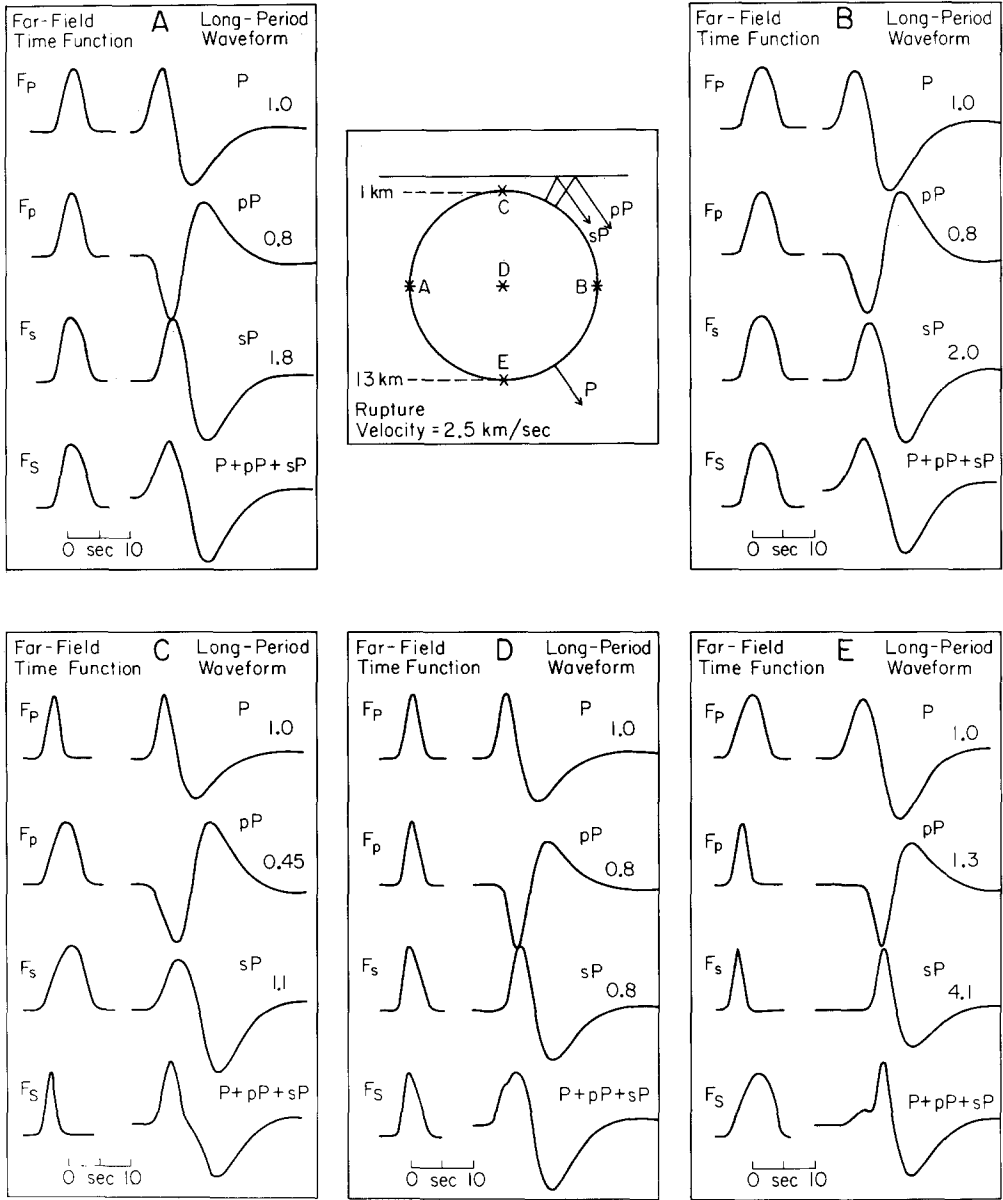 Far-Field Time Function
A
Long-Period Waveform
F_P
P
1.0
F_p
pP
0.8
F_s
sP
1.8
F_S
P+pP+sP
0 sec 10
1 km
C
pP
sP
A
D
B
E
13 km
P
Rupture
Velocity = 2.5 km/sec
Far-Field Time Function
B
Long-Period Waveform
F_P
P
1.0
F_p
pP
0.8
F_s
sP
2.0
F_S
P+pP+sP
0 sec 10
Far-Field Time Function
C
Long-Period Waveform
F_P
P
1.0
F_p
pP
0.45
F_s
sP
1.1
F_S
P+pP+sP
0 sec 10
Far-Field Time Function
D
Long-Period Waveform
F_P
P
1.0
F_p
pP
0.8
F_s
sP
0.8
F_S
P+pP+sP
0 sec 10
Far-Field Time Function
E
Long-Period Waveform
F_P
P
1.0
F_p
pP
1.3
F_s
sP
4.1
F_S
P+pP+sP
0 sec 10